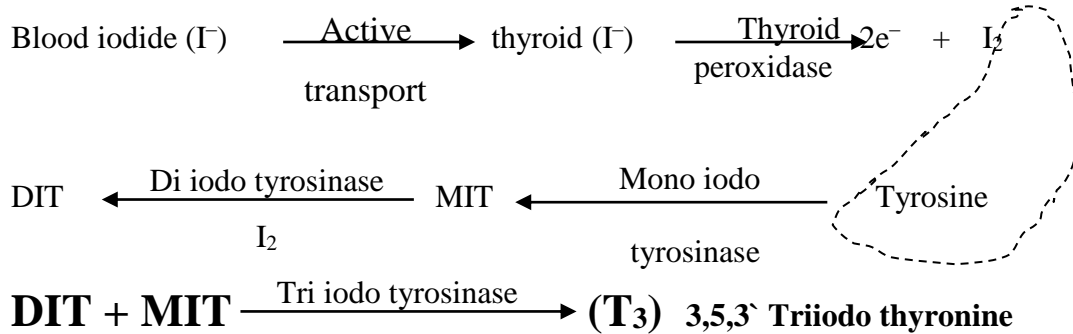 Blood iodide (I⁻) Active transport thyroid (I⁻) Thyroid peroxidase 2e⁻ + I₂
DIT Di iodo tyrosinase I₂ MIT Mono iodo tyrosinase Tyrosine
DIT + MIT Tri iodo tyrosinase (T₃) 3,5,3` Triiodo thyronine